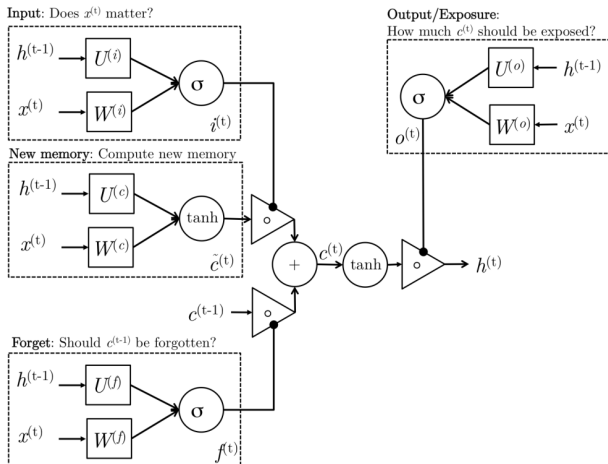 Input: Does x^(t) matter?
h^(t-1)
U^(i)
σ
x^(t)
W^(i)
i^(t)
New memory: Compute new memory
h^(t-1)
U^(c)
tanh
x^(t)
W^(c)
c̃^(t)
∘
+
c^(t)
tanh
∘
h^(t)
c^(t-1)
∘
Forget: Should c^(t-1) be forgotten?
h^(t-1)
U^(f)
σ
x^(t)
W^(f)
f^(t)
Output/Exposure:
How much c^(t) should be exposed?
U^(o)
h^(t-1)
σ
W^(o)
x^(t)
o^(t)